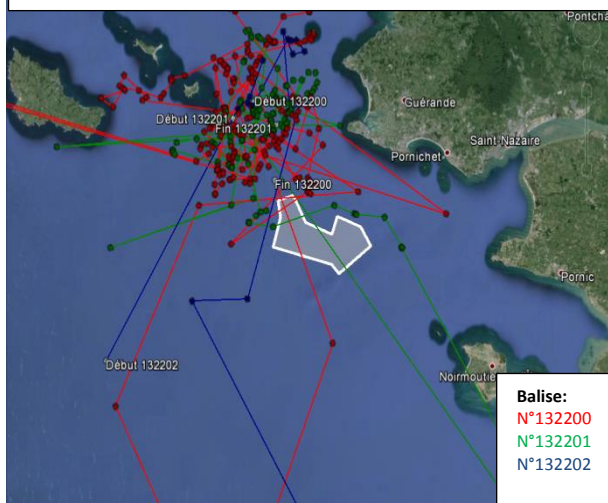 Pontcha
Guérande
Début 132200
Début 132201
Fin 132201
Saint-Nazaire
Pornichet
Fin 132200
Pornic
Début 132202
Noirmoutie
Balise:
N°132200
N°132201
N°132202